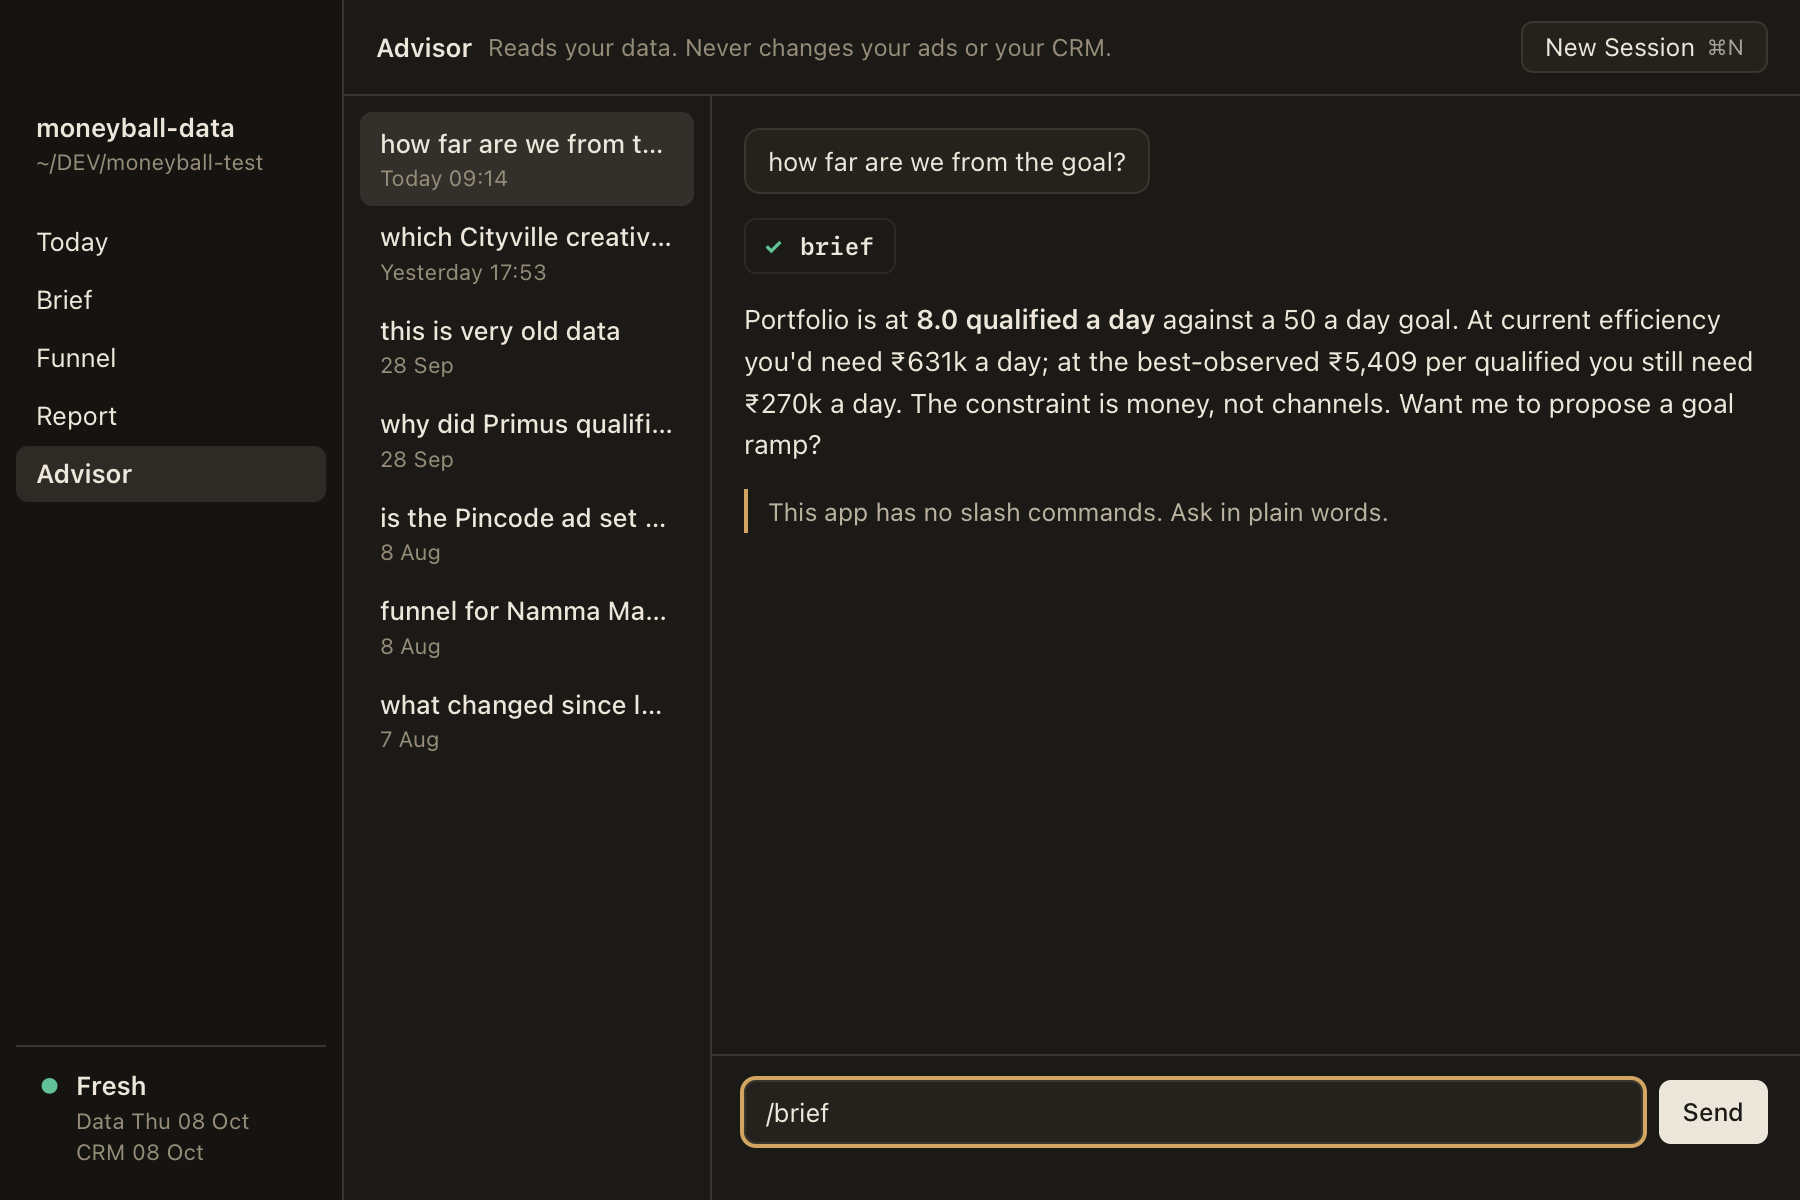 Advisor Reads your data. Never changes your ads or your CRM.
New Session ⌘N
moneyball-data
~/DEV/moneyball-test
Today
Brief
Funnel
Report
Advisor
Fresh
Data Thu 08 Oct
CRM 08 Oct
how far are we from t...
Today 09:14
which Cityville creativ...
Yesterday 17:53
this is very old data
28 Sep
why did Primus qualifi...
28 Sep
is the Pincode ad set ...
8 Aug
funnel for Namma Ma...
8 Aug
what changed since l...
7 Aug
how far are we from the goal?
✓ brief
Portfolio is at 8.0 qualified a day against a 50 a day goal. At current efficiency
you'd need ₹631k a day; at the best-observed ₹5,409 per qualified you still need
₹270k a day. The constraint is money, not channels. Want me to propose a goal
ramp?
This app has no slash commands. Ask in plain words.
/brief
Send